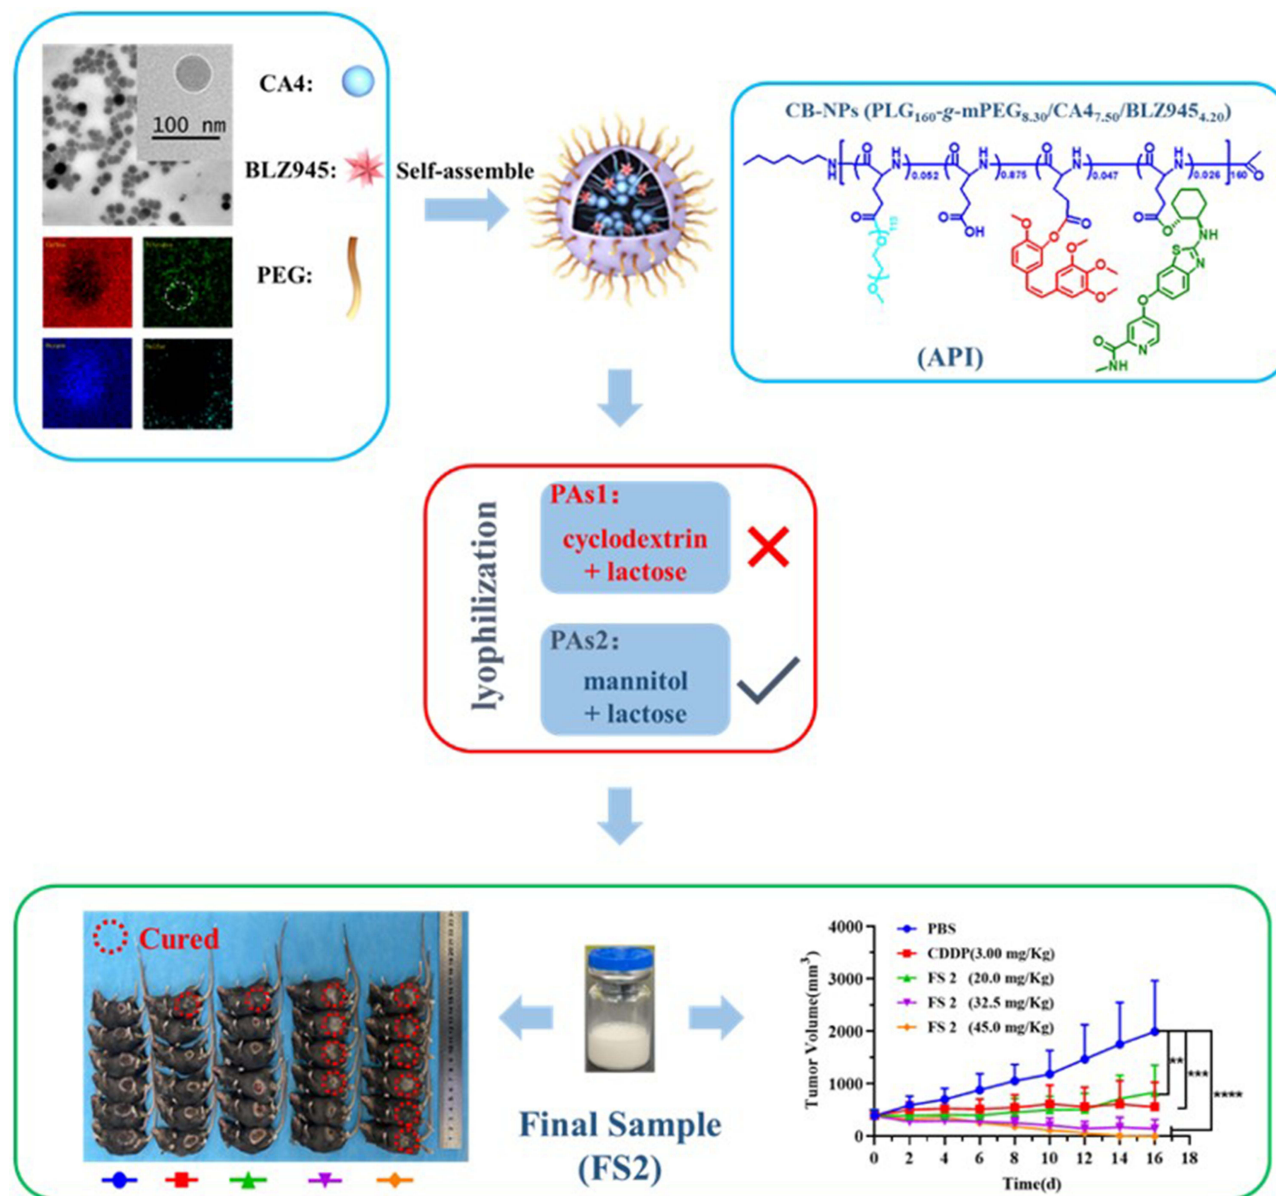 100 nm
CA4:
BLZ945:
PEG:
Self-assemble
CB-NPs (PLG160-g-mPEG8.30/CA47.50/BLZ9454.20)
O H N O H N O H N O H N
N H 0.052 0.875 0.047 0.026 160 O
O 115 OH O O O O
O O O NH
O O S N
O O
O N
NH
(API)
lyophilization
PAs1:
cyclodextrin
+ lactose
PAs2:
mannitol
+ lactose
Cured
Final Sample
(FS2)
4000
3000
2000
1000
0
Tumor Volume(mm3)
PBS
CDDP(3.00 mg/Kg)
FS 2 (20.0 mg/Kg)
FS 2 (32.5 mg/Kg)
FS 2 (45.0 mg/Kg)
** *** ****
0 2 4 6 8 10 12 14 16 18
Time(d)